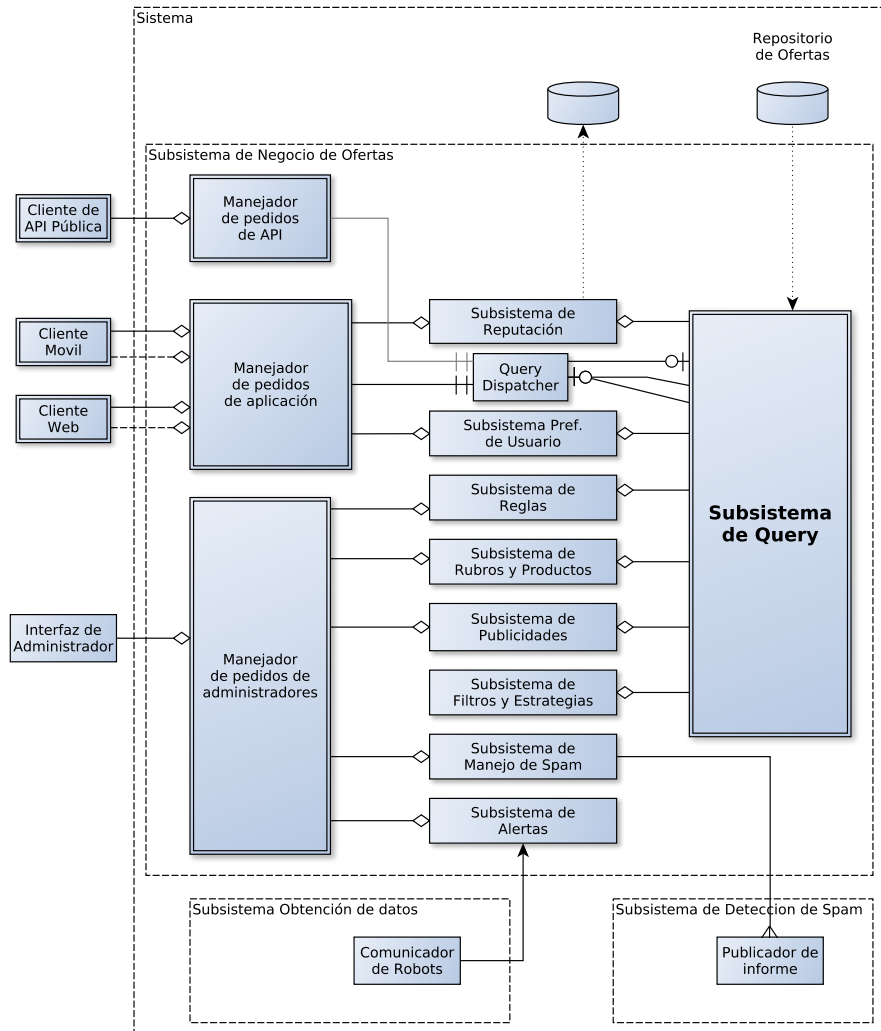 Sistema
Repositorio
de Ofertas
Subsistema de Negocio de Ofertas
Cliente de
API Pública
Manejador
de pedidos
de API
Cliente
Movil
Cliente
Web
Manejador
de pedidos
de aplicación
Subsistema de
Reputación
Query
Dispatcher
Subsistema Pref.
de Usuario
Subsistema de
Reglas
Subsistema de
Rubros y Productos
Subsistema de
Publicidades
Subsistema de
Filtros y Estrategias
Subsistema de
Manejo de Spam
Subsistema de
Alertas
Subsistema
de Query
Interfaz de
Administrador
Manejador
de pedidos de
administradores
Subsistema Obtención de datos
Comunicador
de Robots
Subsistema de Deteccion de Spam
Publicador de
informe